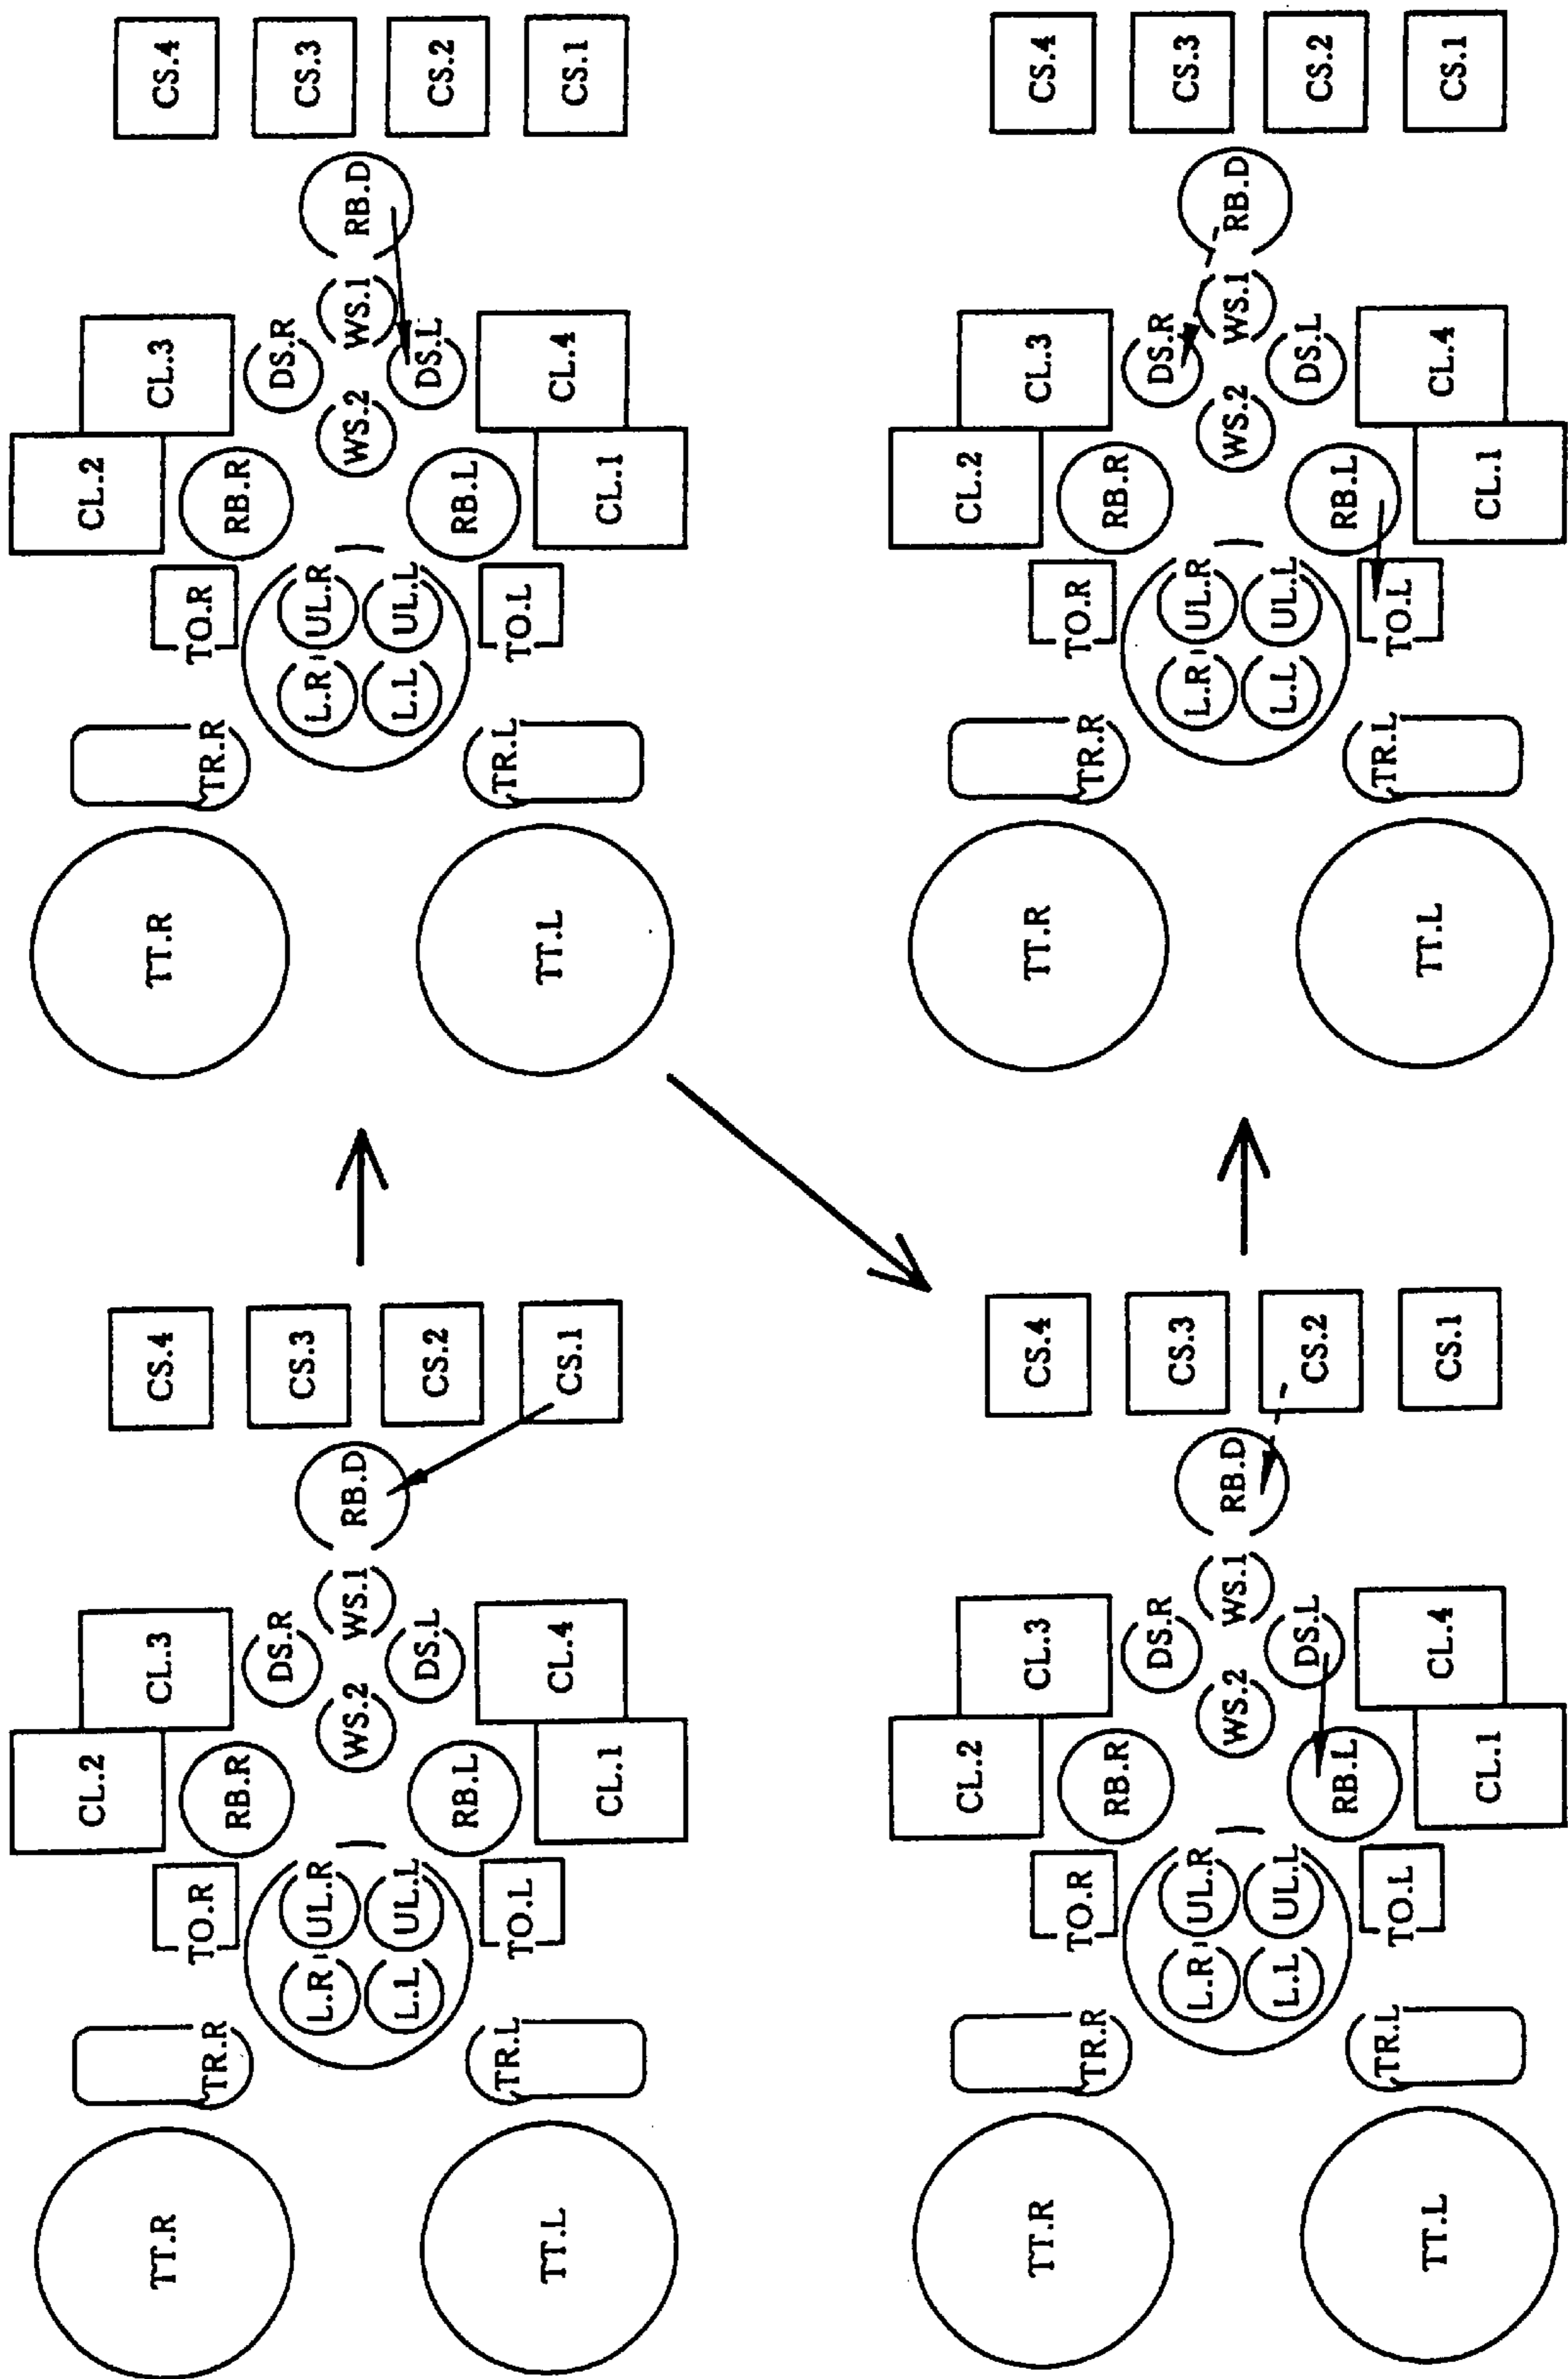 CL.2
TT.R
CL.3
CS.4
TR.R
TO.R
RB.R
DS.R
CS.3
L.R
UL.R
WS.2
WS.1
RB.D
L.L
UL.L
DS.L
CS.2
RB.L
TR.L
TO.L
TT.L
CL.4
CS.1
CL.1
CL.2
TT.R
CL.3
CS.4
TR.R
TO.R
RB.R
DS.R
CS.3
L.R
UL.R
WS.2
WS.1
RB.D
L.L
UL.L
DS.L
CS.2
RB.L
TR.L
TO.L
TT.L
CL.4
CS.1
CL.1
CL.2
TT.R
CL.3
CS.4
TR.R
TO.R
RB.R
DS.R
CS.3
L.R
UL.R
WS.2
WS.1
RB.D
L.L
UL.L
DS.L
CS.2
RB.L
TR.L
TO.L
TT.L
CL.4
CS.1
CL.1
CL.2
TT.R
CL.3
CS.4
TR.R
TO.R
RB.R
DS.R
CS.3
L.R
UL.R
WS.2
WS.1
RB.D
L.L
UL.L
DS.L
CS.2
RB.L
TR.L
TO.L
TT.L
CL.4
CS.1
CL.1